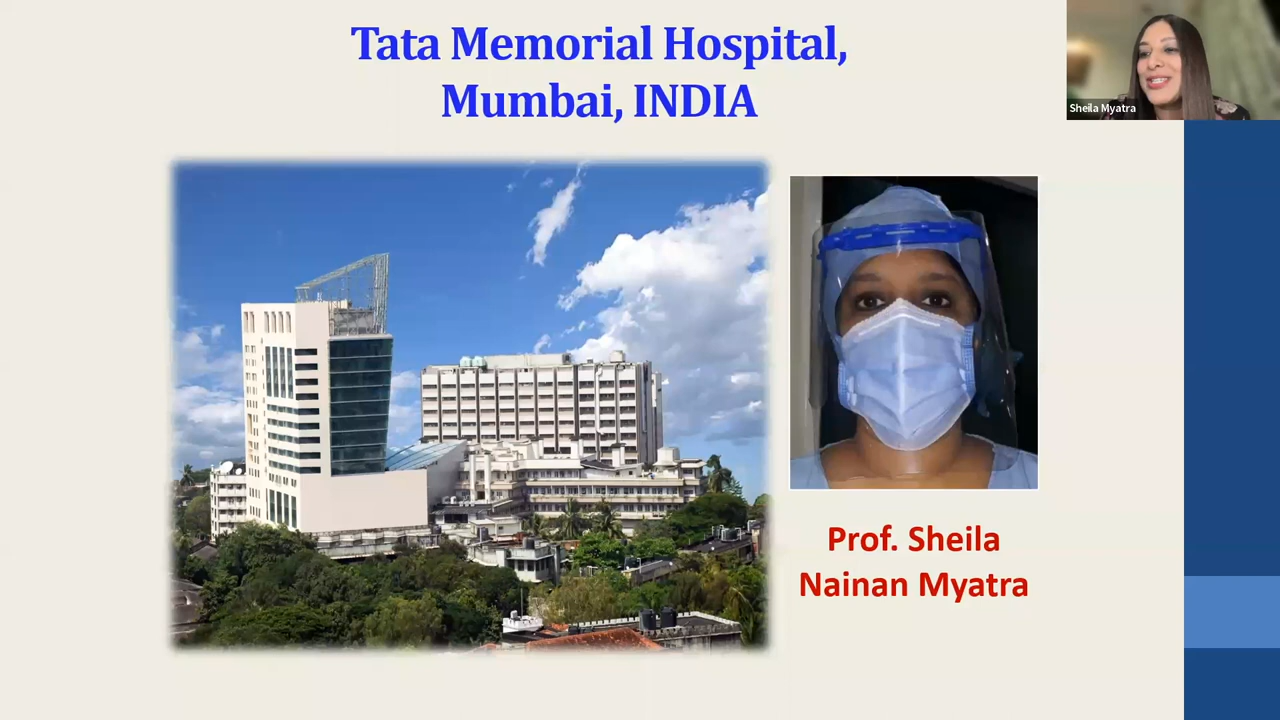 Tata Memorial Hospital,
Mumbai, INDIA
Sheila Myatra
Prof. Sheila
Nainan Myatra